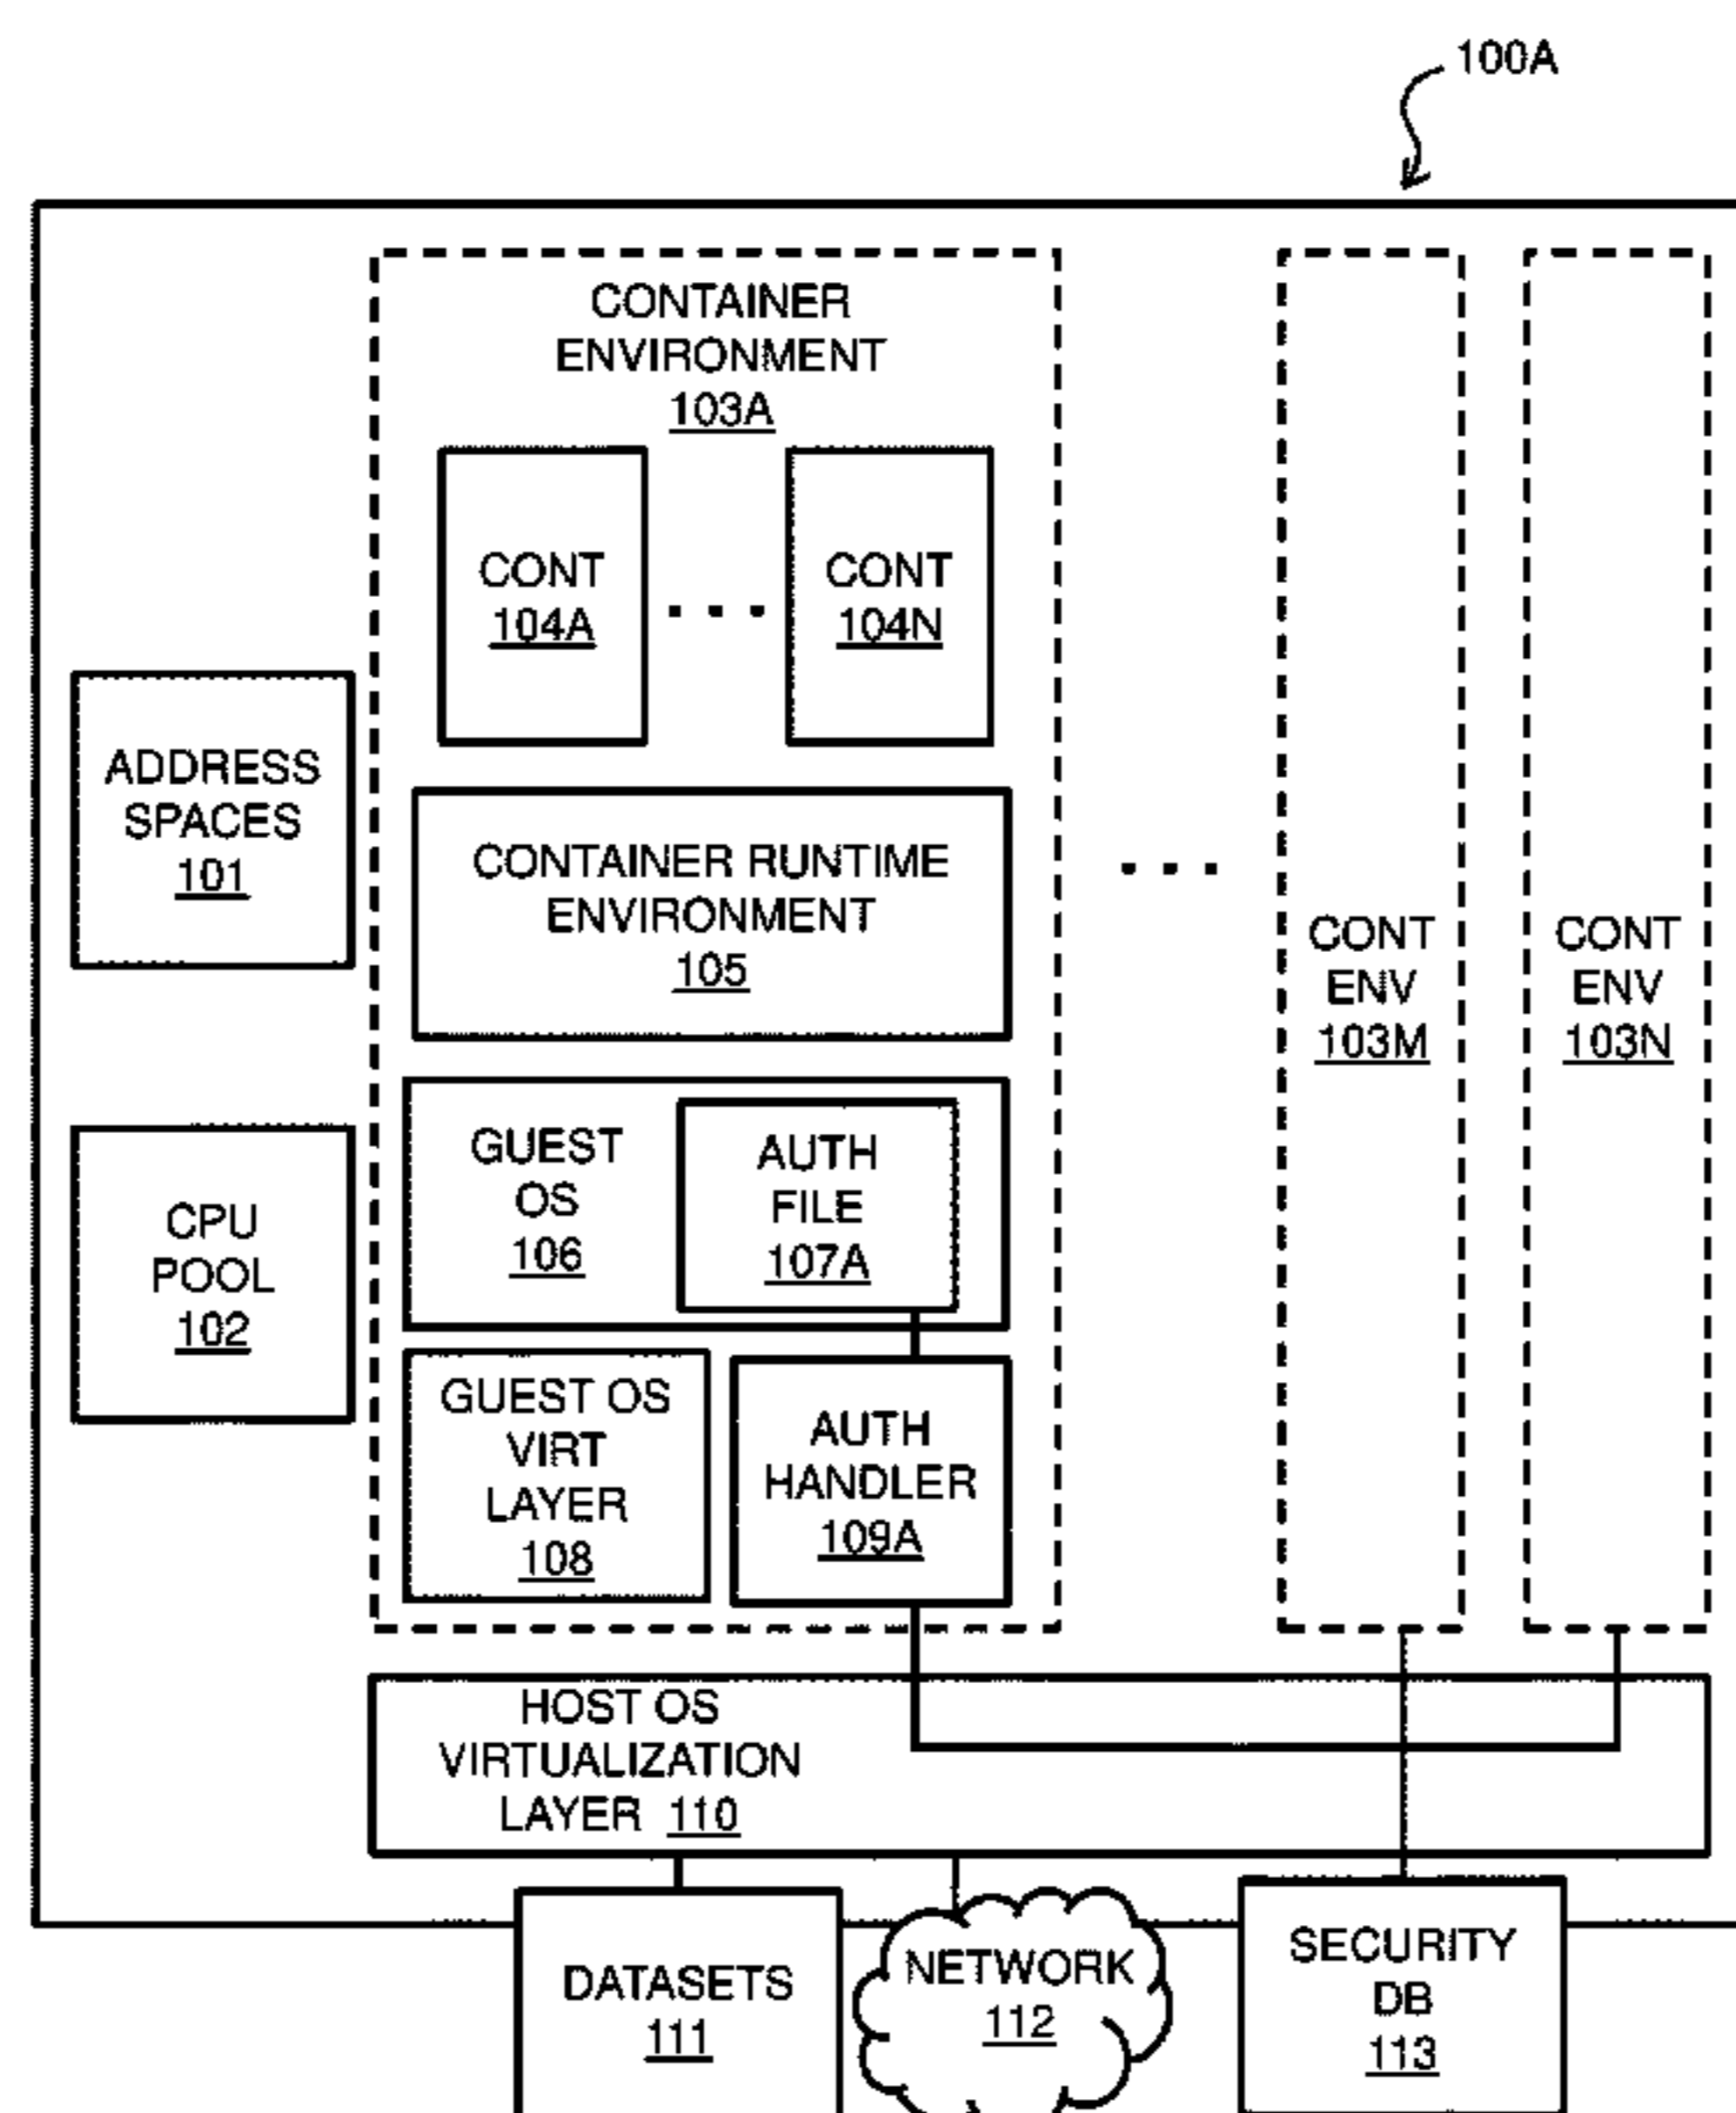 100A
CONTAINER
ENVIRONMENT
103A
CONT
104A
CONT
104N
ADDRESS
SPACES
101
CONTAINER RUNTIME
ENVIRONMENT
105
CONT
ENV
103M
CONT
ENV
103N
CPU
POOL
102
GUEST
OS
106
AUTH
FILE
107A
GUEST OS
VIRT
LAYER
108
AUTH
HANDLER
109A
HOST OS
VIRTUALIZATION
LAYER 110
DATASETS
111
NETWORK
112
SECURITY
DB
113